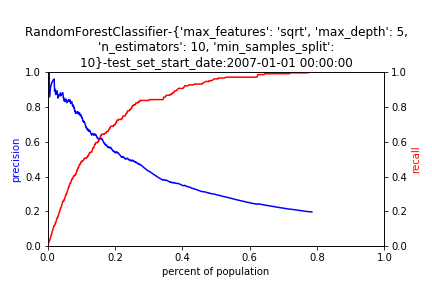 RandomForestClassifier-{'max_features': 'sqrt', 'max_depth': 5,
'n_estimators': 10, 'min_samples_split':
10}-test_set_start_date:2007-01-01 00:00:00
1.0
0.8
0.6
0.4
0.2
0.0
precision
1.0
0.8
0.6
0.4
0.2
0.0
recall
0.0 0.2 0.4 0.6 0.8 1.0
percent of population